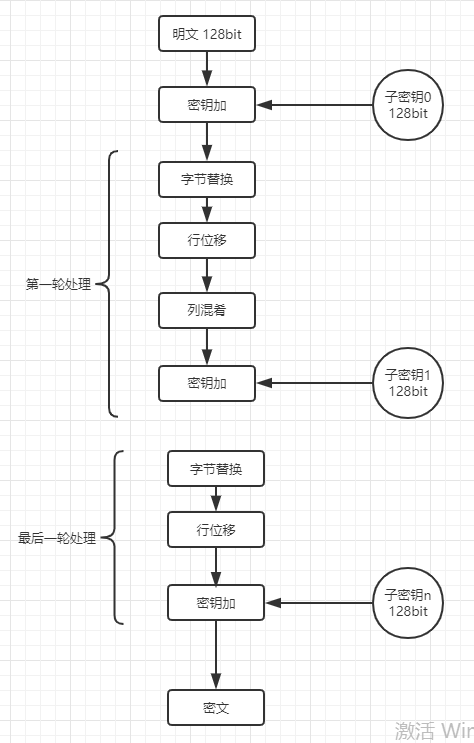 明文 128bit
密钥加
子密钥0
128bit
字节替换
行位移
第一轮处理
列混肴
密钥加
子密钥1
128bit
字节替换
行位移
最后一轮处理
密钥加
子密钥n
128bit
密文
激活 Win